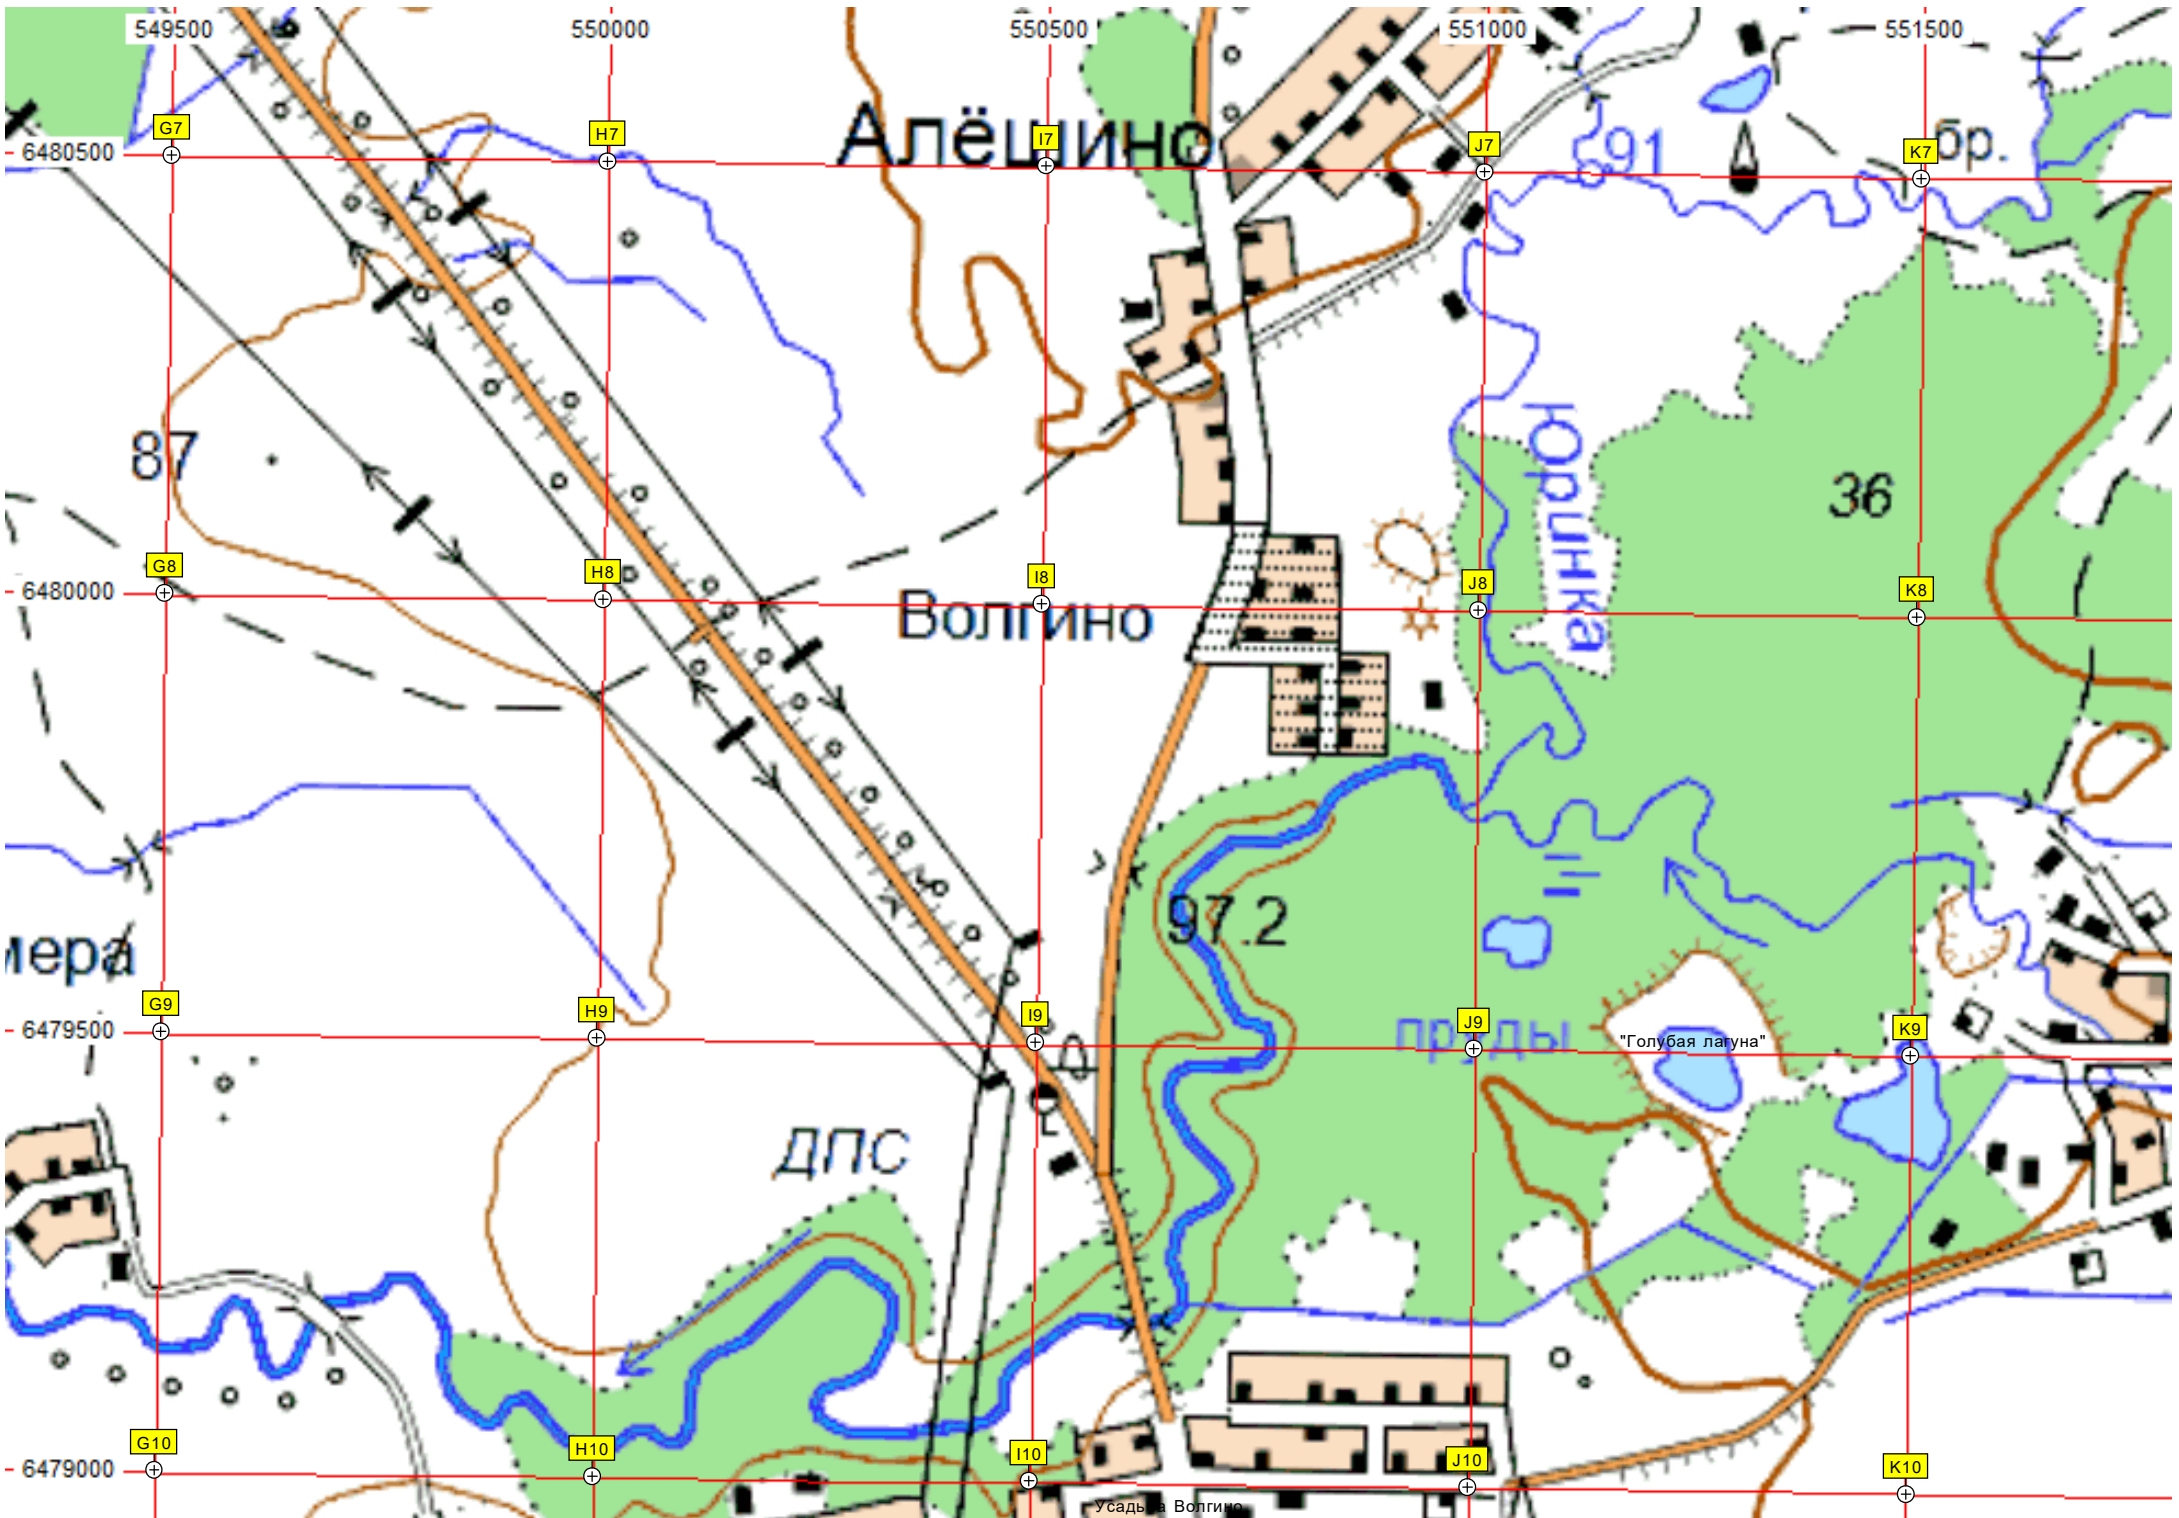 549500 550000 550500 551000 551500
G7 H7 I7 J7 K7
6480500
Алёшино
91
бр.
87
36
Юринка
G8 H8 I8 J8 K8
6480000
Волгино
97.2
мера
G9 H9 I9 J9 K9
6479500
пруды
"Голубая лагуна"
ДПС
G10 H10 I10 J10 K10
6479000
Усадьба Волгино